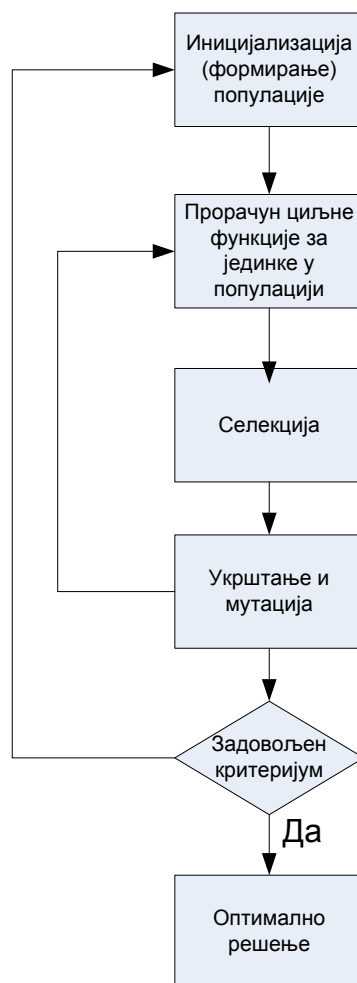 Иницијализација
(формирање)
популације
Прорачун циљне
функције за
јединке у
популацији
Селекција
Укрштање и
мутација
Задовољен
критеријум
Да
Оптимално
решење